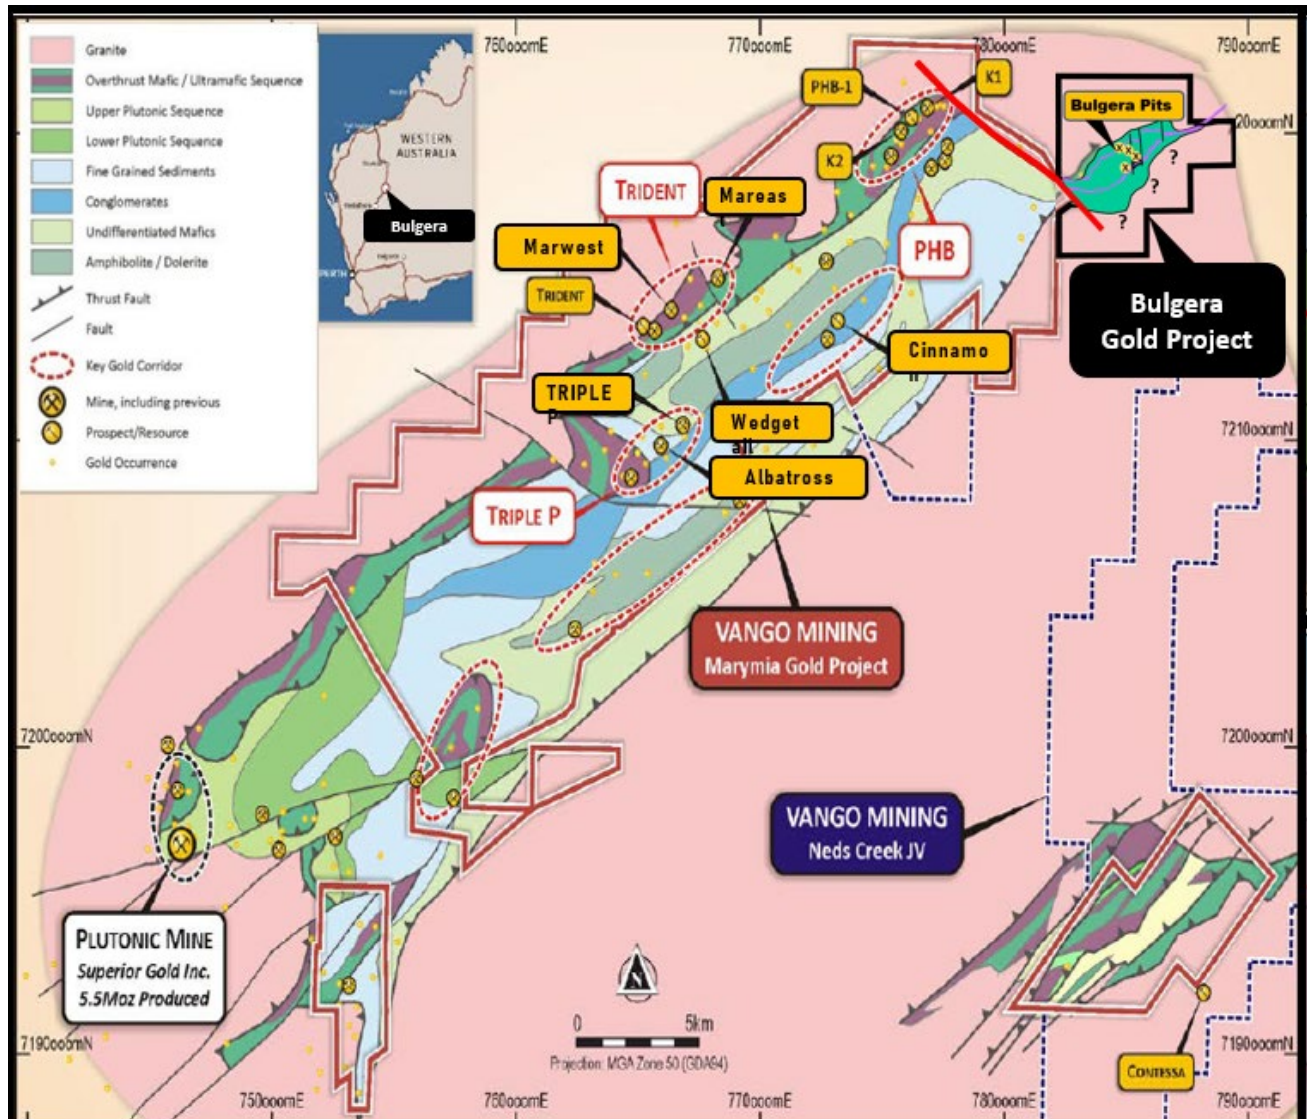 760000mE
770000mE
780000mE
790000mE
Granite
Overthrust Mafic / Ultramafic Sequence
Upper Plutonic Sequence
Lower Plutonic Sequence
Fine Grained Sediments
Conglomerates
Undifferentiated Mafics
Amphibolite / Dolerite
Thrust Fault
Fault
Key Gold Corridor
Mine, including previous
Prospect/Resource
Gold Occurrence
WESTERN
AUSTRALIA
Bulgera
PERTH
PHB-1
K1
K2
Bulgera Pits
20000mN
?
?
?
TRIDENT
Mareas
Marwest
TRIDENT
PHB
Bulgera
Gold Project
Cinnamo
n
TRIPLE
P
Wedget
ail
7210000mN
Albatross
TRIPLE P
VANGO MINING
Marymia Gold Project
7200000mN
7200000mN
VANGO MINING
Neds Creek JV
PLUTONIC MINE
Superior Gold Inc.
5.5Moz Produced
N
0 5km
Projection: MGA Zone 50 (GDA94)
7190000mN
7190000mN
CONTESSA
750000mE
760000mE
770000mE
780000mE
790000mE